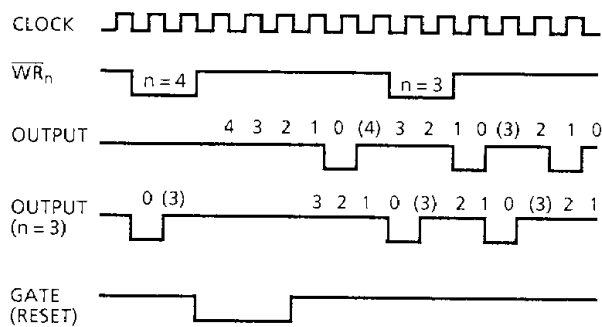 CLOCK
W̅R̅n n = 4 n = 3
OUTPUT 4 3 2 1 0 (4) 3 2 1 0 (3) 2 1 0
OUTPUT 0 (3) 3 2 1 0 (3) 2 1 0 (3) 2 1
(n = 3)
GATE
(RESET)